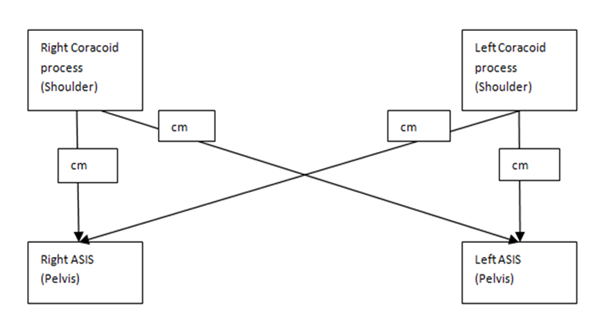 Right Coracoid
process
(Shoulder)
Left Coracoid
process
(Shoulder)
cm
cm
cm
cm
Right ASIS
(Pelvis)
Left ASIS
(Pelvis)